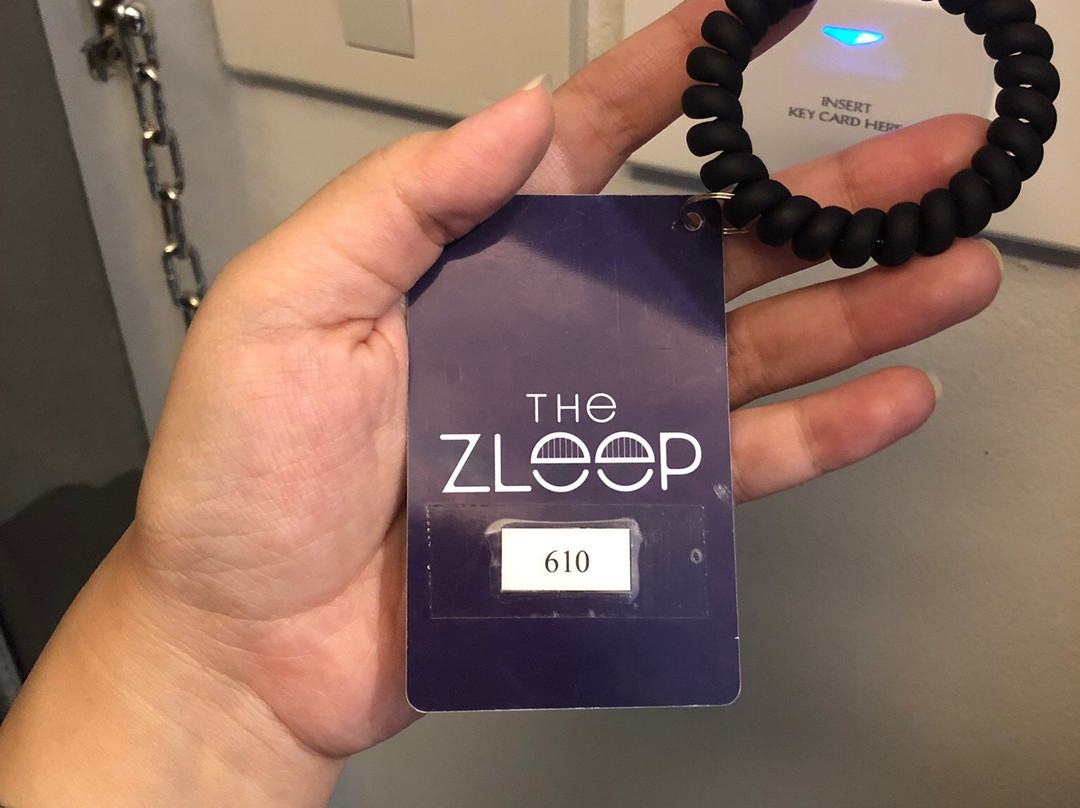 INSERT
KEY CARD HERE
THE
ZLEEP
610